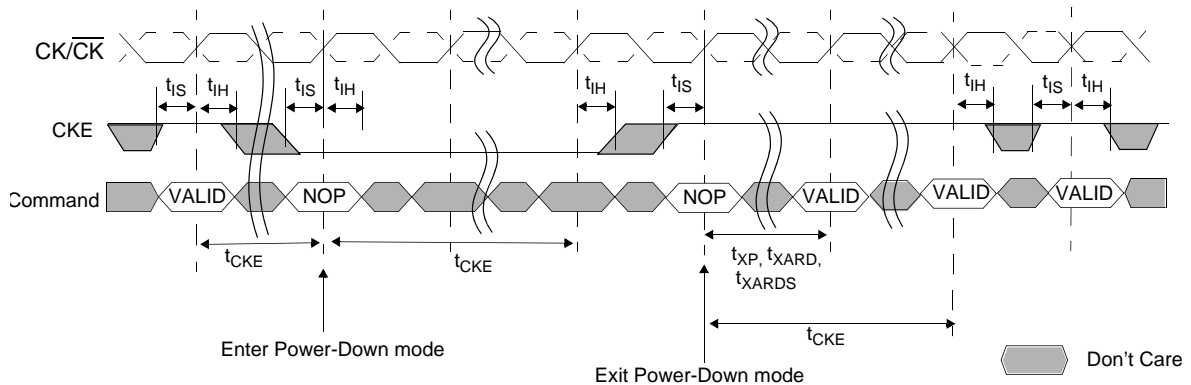 CK/CK
tIS tIH tIS tIH tIH tIS tIH tIS tIH
CKE
Command VALID NOP NOP VALID VALID VALID
tCKE tCKE tXP, tXARD,
tXARDS
tCKE
Enter Power-Down mode
Exit Power-Down mode
Don't Care